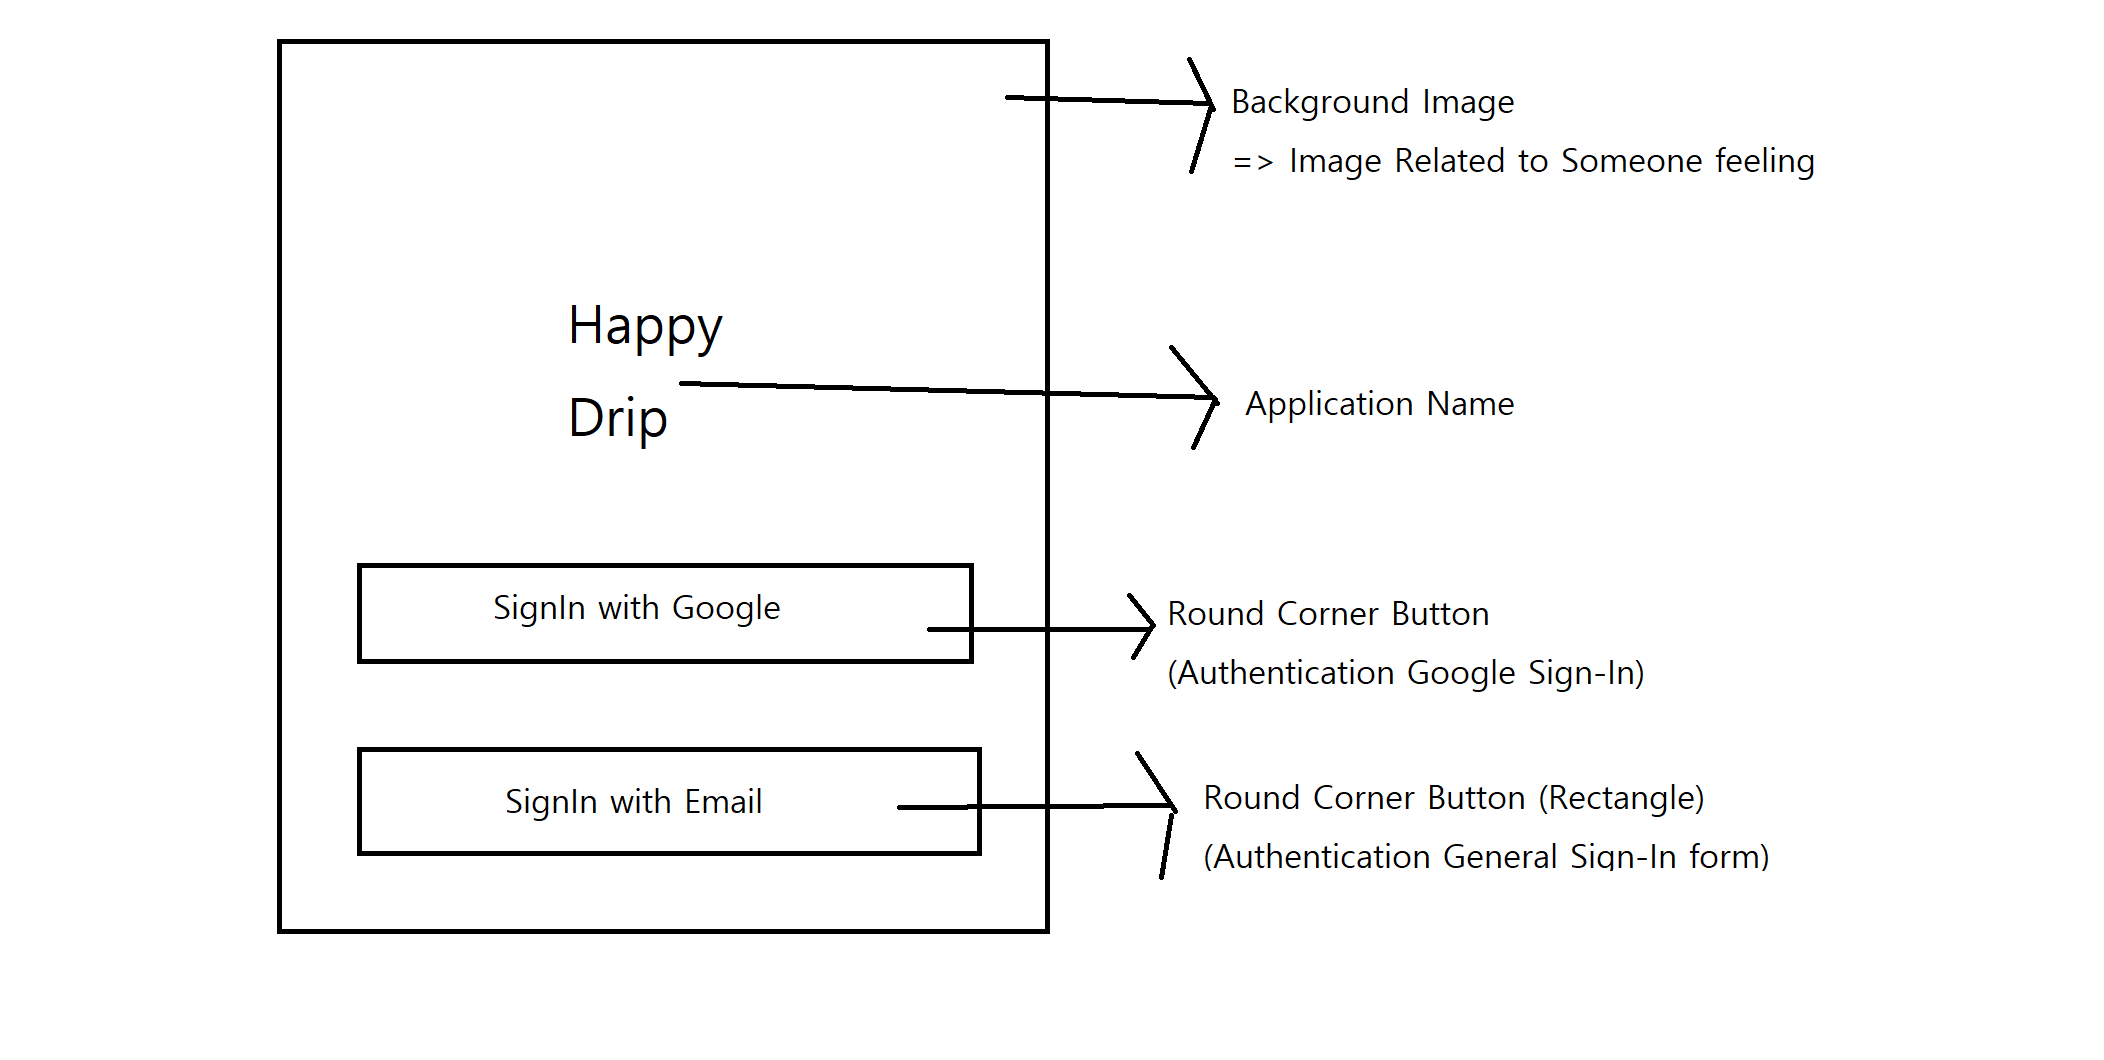 Background Image
=> Image Related to Someone feeling
Happy
Drip
Application Name
SignIn with Google
Round Corner Button
(Authentication Google Sign-In)
SignIn with Email
Round Corner Button (Rectangle)
(Authentication General Sign-In form)